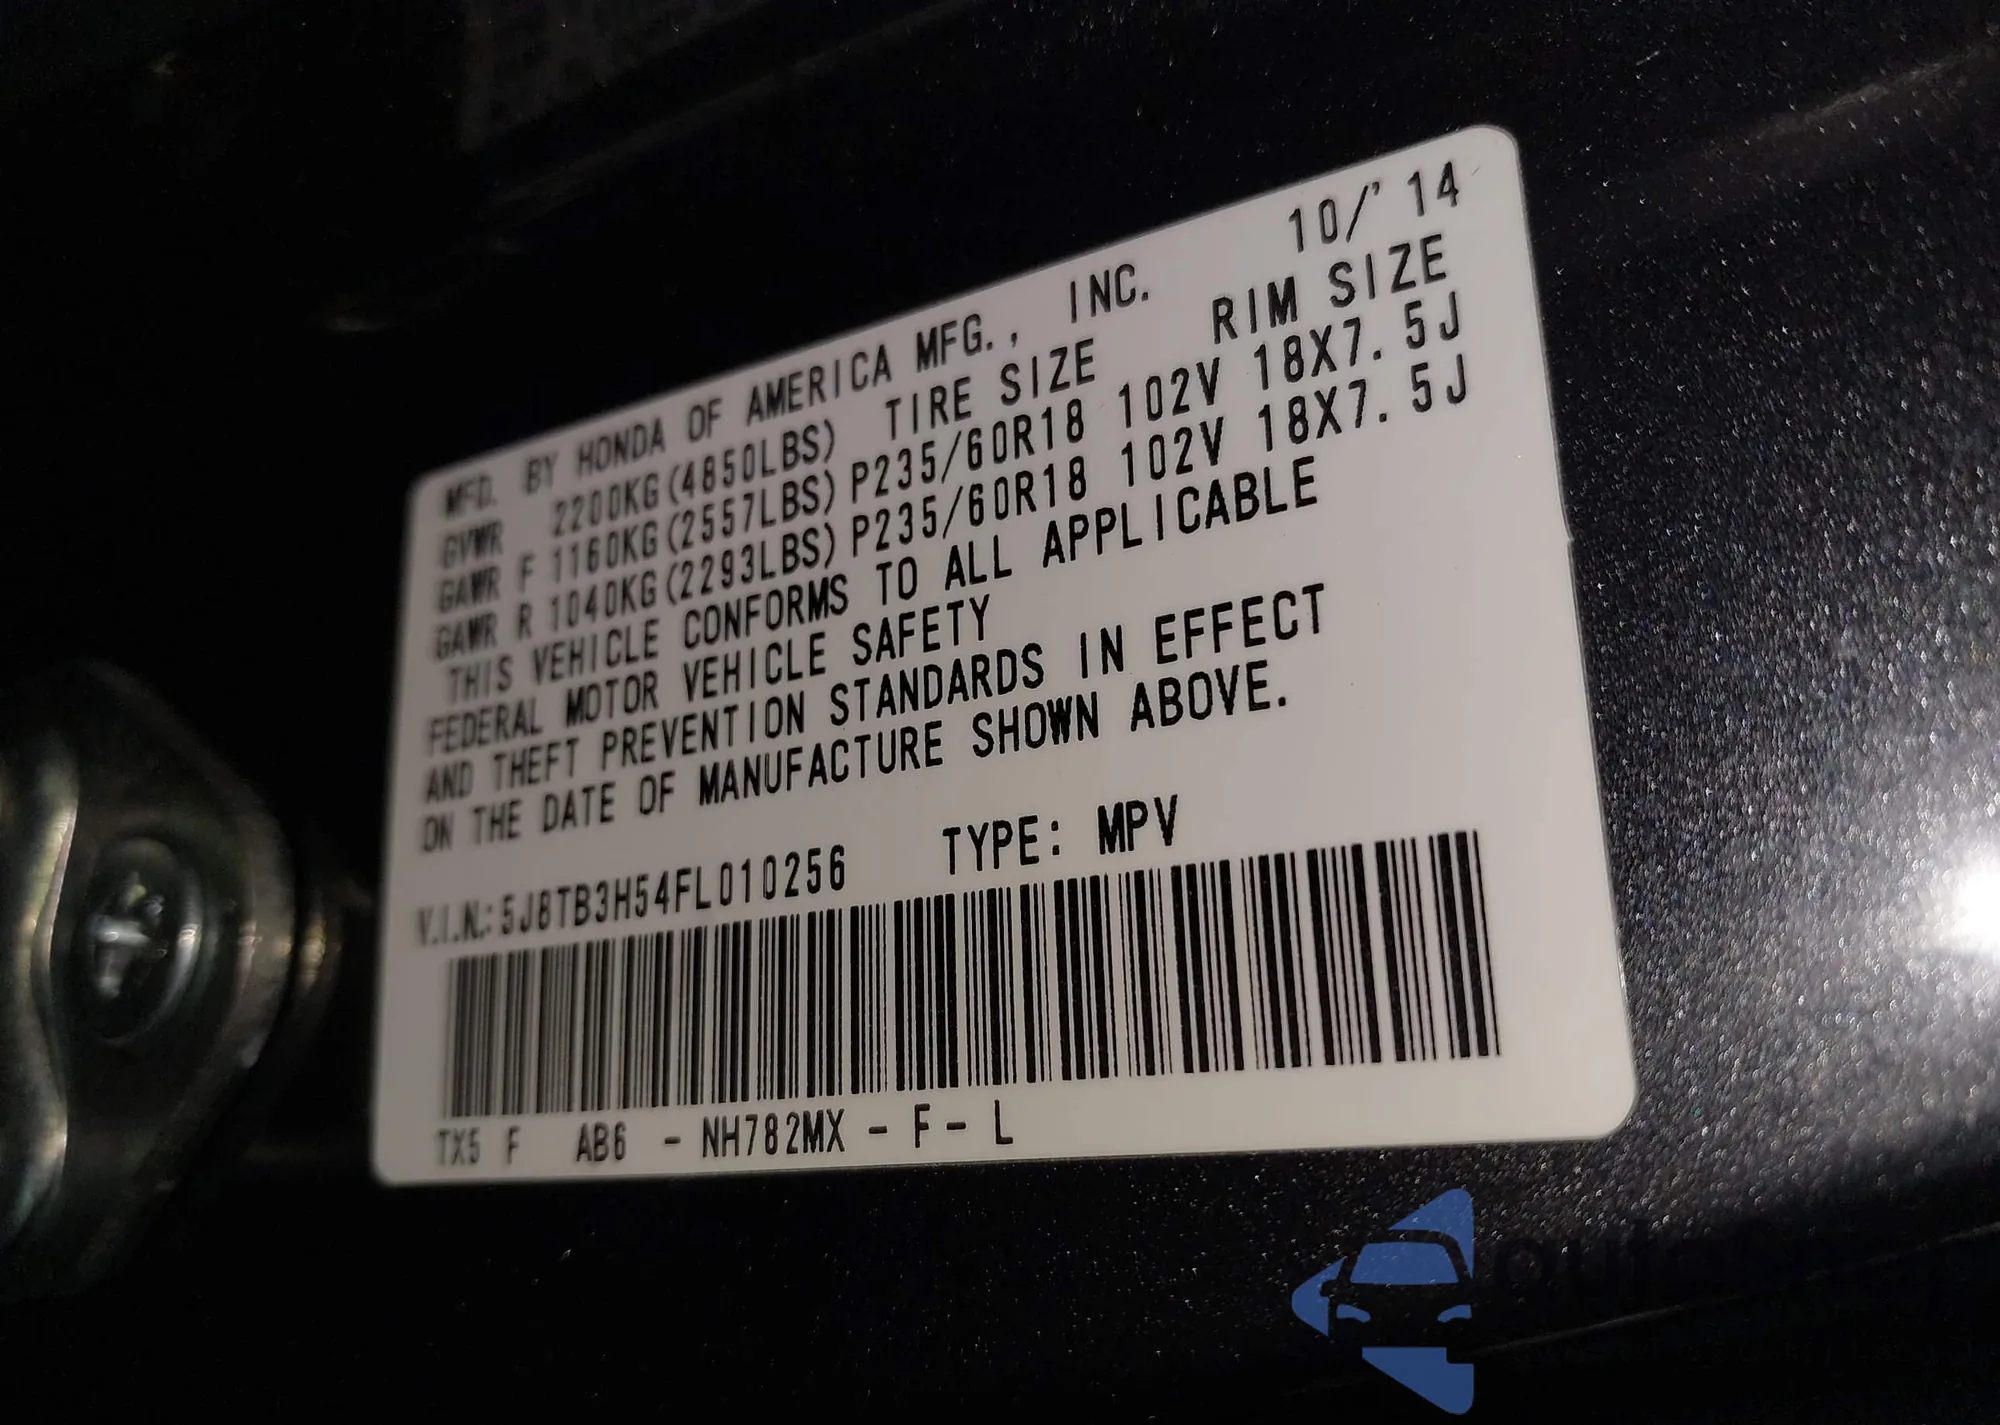 MFD. BY HONDA OF AMERICA MFG., INC. 10/'14
GVWR 2200KG(4850LBS) TIRE SIZE RIM SIZE
GAWR F 1160KG(2557LBS) P235/60R18 102V 18X7.5J
GAWR R 1040KG(2293LBS) P235/60R18 102V 18X7.5J
THIS VEHICLE CONFORMS TO ALL APPLICABLE
FEDERAL MOTOR VEHICLE SAFETY
AND THEFT PREVENTION STANDARDS IN EFFECT
ON THE DATE OF MANUFACTURE SHOWN ABOVE.
V.I.N.: 5J8TB3H54FL010256 TYPE: MPV
TX5 F AB6 - NH782MX - F - L